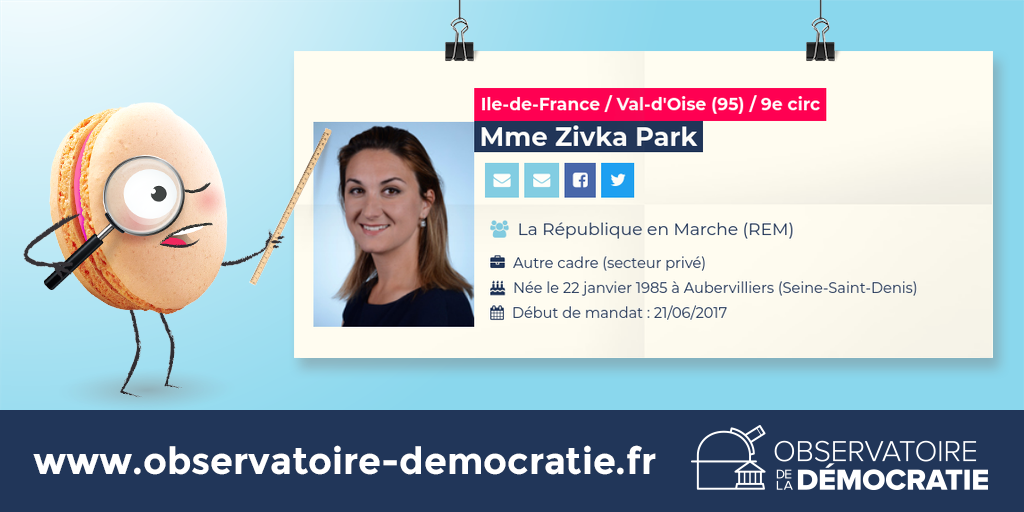 Ile-de-France / Val-d'Oise (95) / 9e circ
Mme Zivka Park
La République en Marche (REM)
Autre cadre (secteur privé)
Née le 22 janvier 1985 à Aubervilliers (Seine-Saint-Denis)
Début de mandat : 21/06/2017
www.observatoire-democratie.fr
OBSERVATOIRE
DE LA DÉMOCRATIE